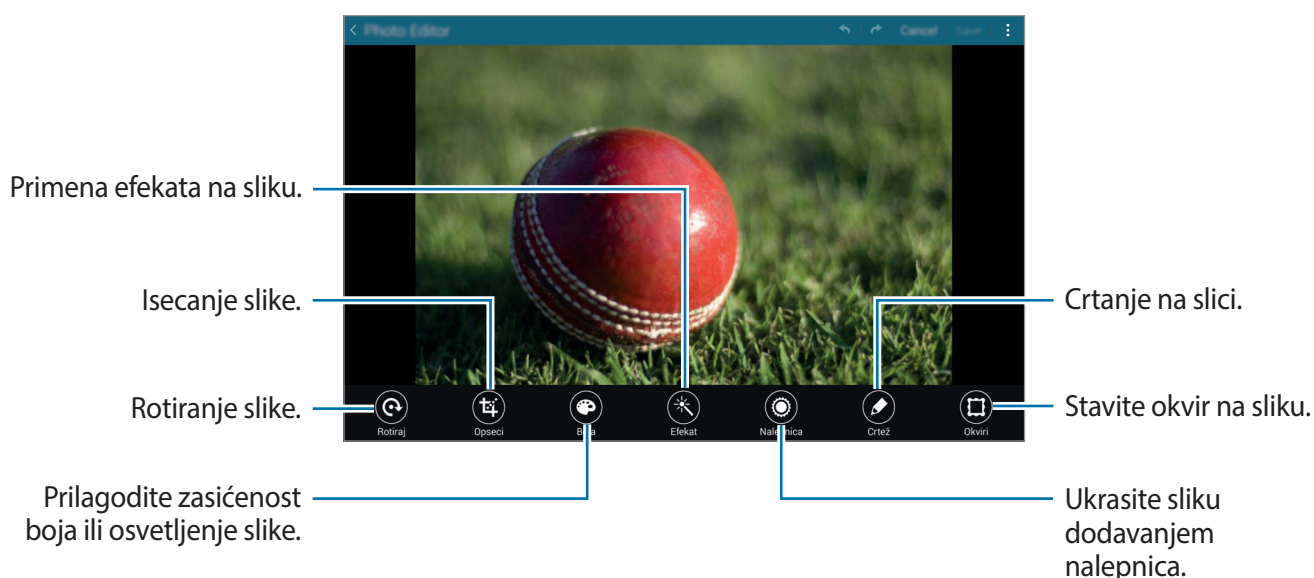 Photo Editor
Cancel
Save
Primena efekata na sliku.
Isecanje slike.
Crtanje na slici.
Rotiranje slike.
Stavite okvir na sliku.
Rotiraj
Opseci
Efekat
Crtež
Okviri
Prilagodite zasićenost
boja ili osvetljenje slike.
Ukrasite sliku
dodavanjem
nalepnica.